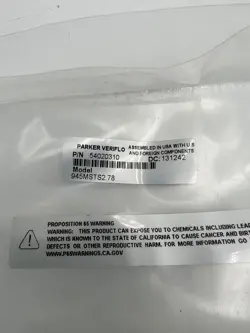 PARKER VERIFLO
ASSEMBLED IN USA WITH U.S
AND FOREIGN COMPONENTS
P/N 54020310
DC:131242
Model
945MSTS2.78
PROPOSITION 65 WARNING
WARNING! THIS PRODUCT CAN EXPOSE YOU TO CHEMICALS INCLUDING LEAD
WHICH IS KNOWN TO THE STATE OF CALIFORNIA TO CAUSE CANCER AND BIRTH
DEFECTS OR OTHER REPRODUCTIVE HARM. FOR MORE INFORMATION GO
WWW.P65WARNINGS.CA.GOV